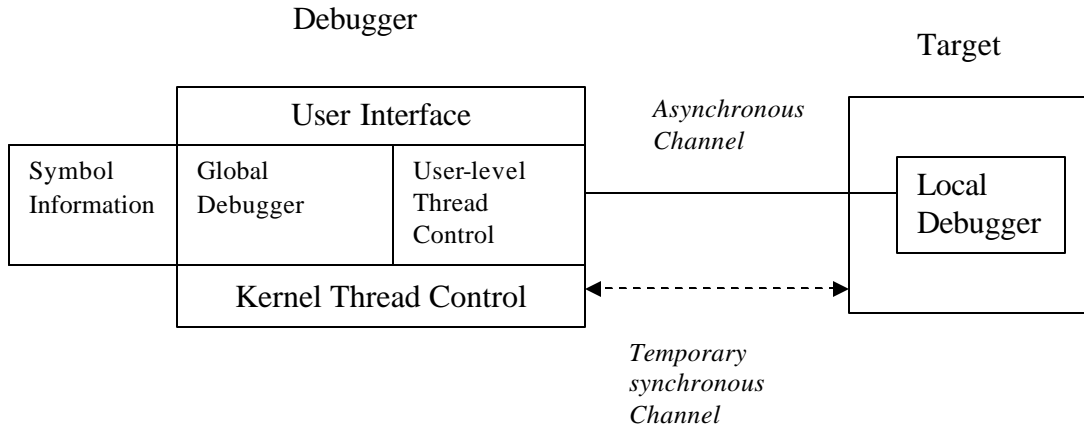 Debugger
Target
User Interface
Asynchronous
Channel
Symbol
Information
Global
Debugger
User-level
Thread
Control
Local
Debugger
Kernel Thread Control
Temporary
synchronous
Channel